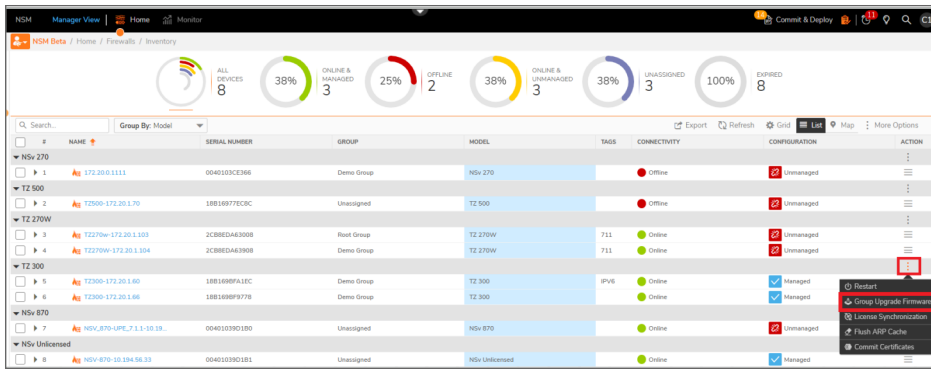 NSM Manager View Home Monitor 14 Commit & Deploy 11 C1
NSM Beta / Home / Firewalls / Inventory
ALL DEVICES 8
38% ONLINE & MANAGED 3
25% OFFLINE 2
38% ONLINE & UNMANAGED 3
38% UNASSIGNED 3
100% EXPIRED 8
Search... Group By: Model Export Refresh Grid List Map More Options
# NAME SERIAL NUMBER GROUP MODEL TAGS CONNECTIVITY CONFIGURATION ACTION
NSv 270
1 172.20.0.1111 0040103CE366 Demo Group NSv 270 Offline Unmanaged
TZ 500
2 TZ500-172.20.1.70 18B16977EC8C Unassigned TZ 500 Offline Unmanaged
TZ 270W
3 TZ270w-172.20.1.103 2CB8EDA63008 Root Group TZ 270W 711 Online Unmanaged
4 TZ270W-172.20.1.104 2CB8EDA63908 Demo Group TZ 270W 711 Online Unmanaged
TZ 300
5 TZ300-172.20.1.60 18B1698FA1EC Demo Group TZ 300 IPV6 Online Managed
6 TZ300-172.20.1.66 18B1698F9778 Demo Group TZ 300 Online Managed
Restart
Group Upgrade Firmware
License Synchronization
Flush ARP Cache
Commit Certificates
NSv 870
7 NSV_870-UPE_7.1.1-10.19... 00401039D1B0 Unassigned NSv 870 Online Unmanaged
NSv Unlicensed
8 NSV-870-10.194.56.33 00401039D1B1 Unassigned NSv Unlicensed Online Managed